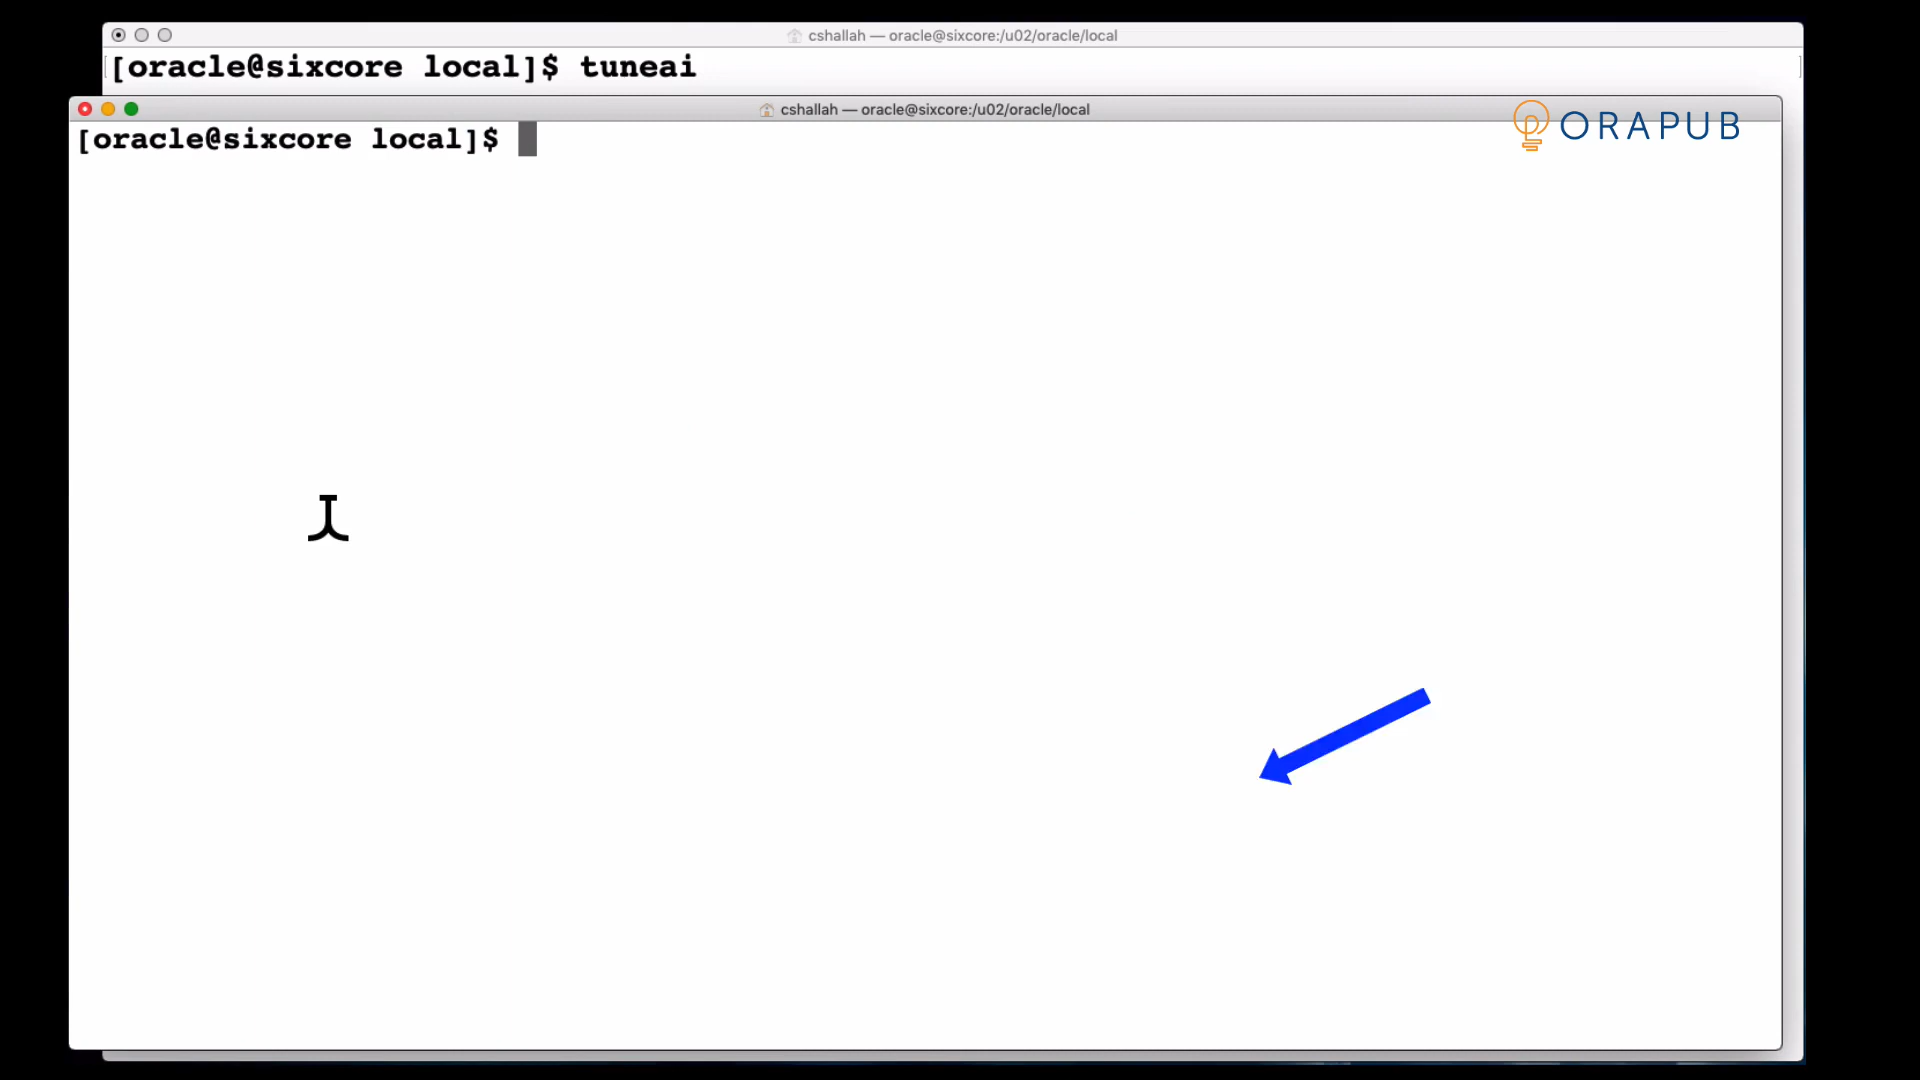 cshallah — oracle@sixcore:/u02/oracle/local
[oracle@sixcore local]$ tuneai
cshallah — oracle@sixcore:/u02/oracle/local
[oracle@sixcore local]$
ORAPUB